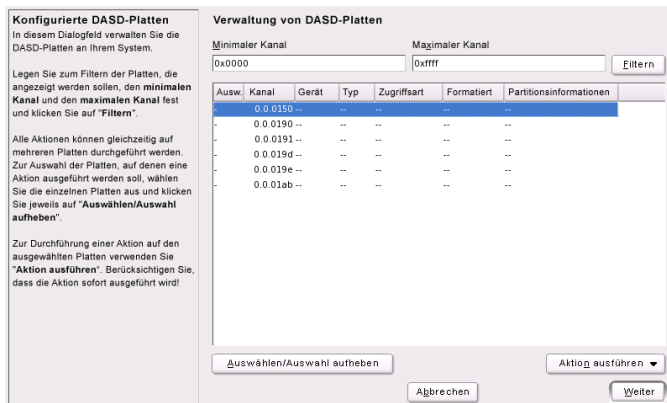 Konfigurierte DASD-Platten
In diesem Dialogfeld verwalten Sie die
DASD-Platten an Ihrem System.
Legen Sie zum Filtern der Platten, die
angezeigt werden sollen, den minimalen
Kanal und den maximalen Kanal fest
und klicken Sie auf "Filtern".
Alle Aktionen können gleichzeitig auf
mehreren Platten durchgeführt werden.
Zur Auswahl der Platten, auf denen eine
Aktion ausgeführt werden soll, wählen
Sie die einzelnen Platten aus und klicken
Sie jeweils auf "Auswählen/Auswahl
aufheben".
Zur Durchführung einer Aktion auf den
ausgewählten Platten verwenden Sie
"Aktion ausführen". Berücksichtigen Sie,
dass die Aktion sofort ausgeführt wird!
Verwaltung von DASD-Platten
Minimaler Kanal Maximaler Kanal
0x0000 0xffff Filtern
Ausw. Kanal Gerät Typ Zugriffsart Formatiert Partitionsinformationen
- 0.0.0150 -- -- -- -- --
- 0.0.0190 -- -- -- -- --
- 0.0.0191 -- -- -- -- --
- 0.0.019d -- -- -- -- --
- 0.0.019e -- -- -- -- --
- 0.0.01ab -- -- -- -- --
Auswählen/Auswahl aufheben Aktion ausführen
Abbrechen Weiter